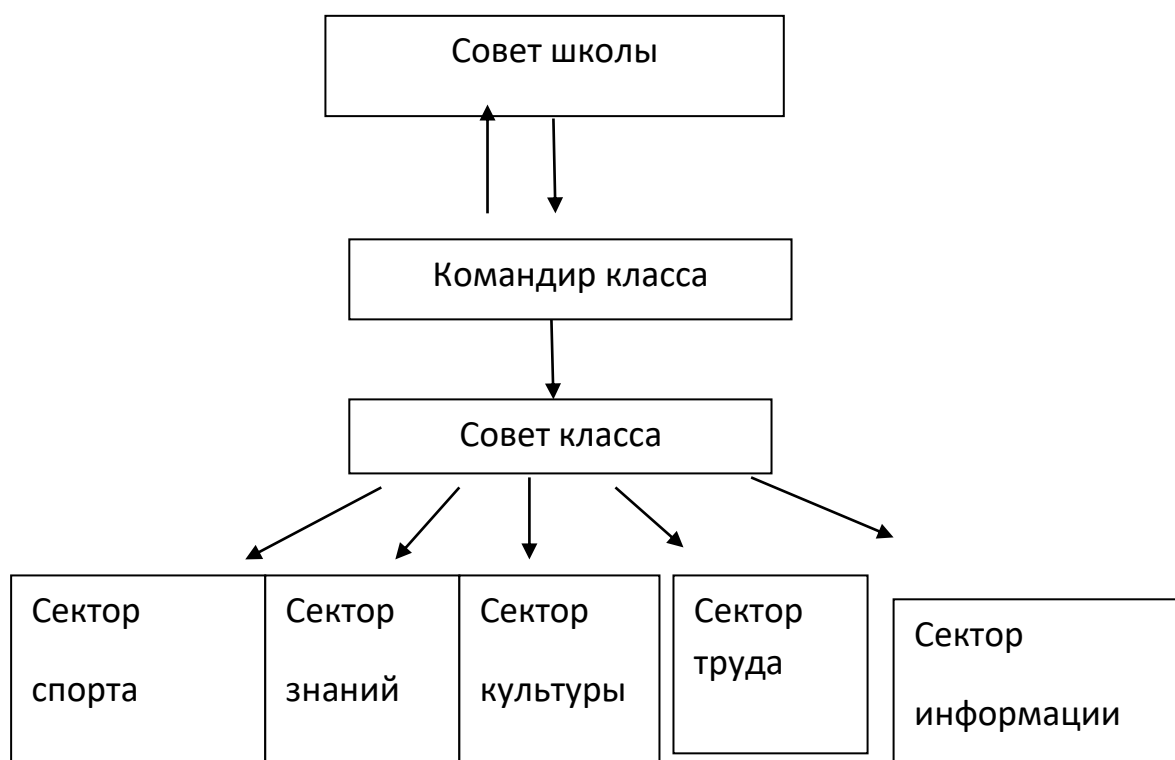 Совет школы
Командир класса
Совет класса
Сектор
спорта
Сектор
знаний
Сектор
культуры
Сектор
труда
Сектор
информации